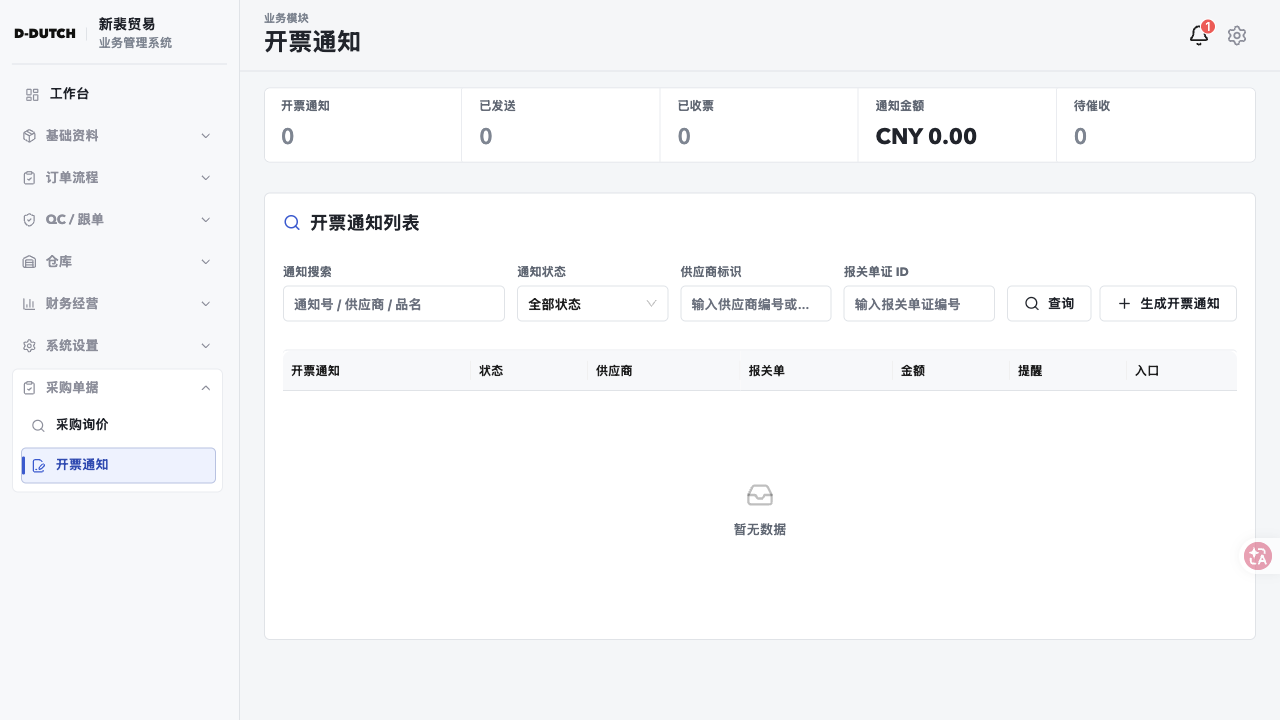 D-DUTCH
新裴贸易
业务管理系统
工作台
基础资料
订单流程
QC / 跟单
仓库
财务经营
系统设置
采购单据
采购询价
开票通知
业务模块
开票通知
1
开票通知
0
已发送
0
已收票
0
通知金额
CNY 0.00
待催收
0
开票通知列表
通知搜索
通知状态
供应商标识
报关单证 ID
通知号 / 供应商 / 品名
全部状态
输入供应商编号或...
输入报关单证编号
查询
生成开票通知
开票通知
状态
供应商
报关单
金额
提醒
入口
暂无数据